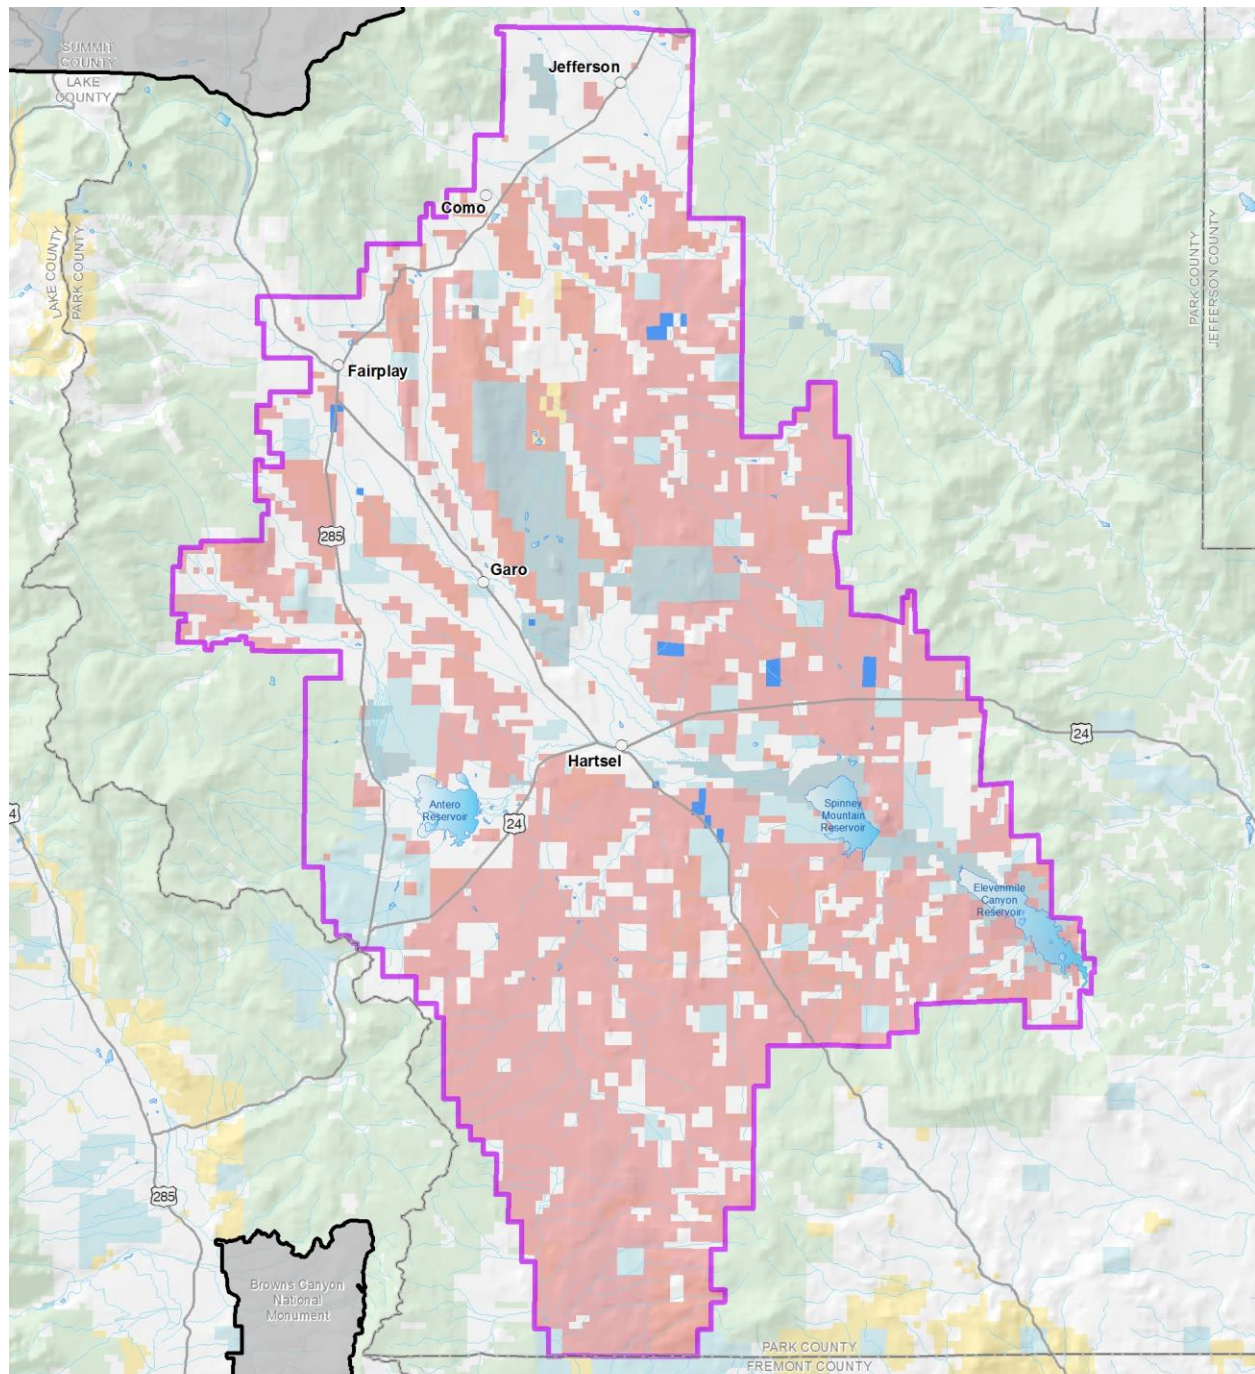 SUMMIT
COUNTY
LAKE
COUNTY
Jefferson
Como
LAKE COUNTY
PARK COUNTY
PARK COUNTY
JEFFERSON COUNTY
Fairplay
285
Garo
24
Hartsel
Antero
Reservoir
24
Spinney
Mountain
Reservoir
4
Elevenmile
Canyon
Reservoir
285
Browns Canyon
National
Monument
PARK COUNTY
FREMONT COUNTY